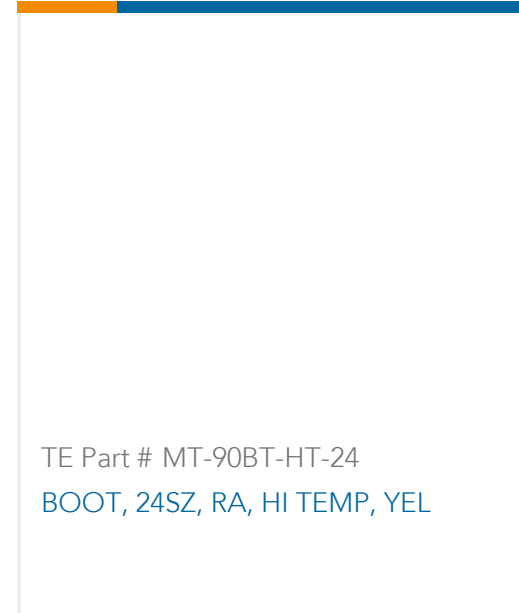 TE Part # MT-90BT-HT-24
BOOT, 24SZ, RA, HI TEMP, YEL